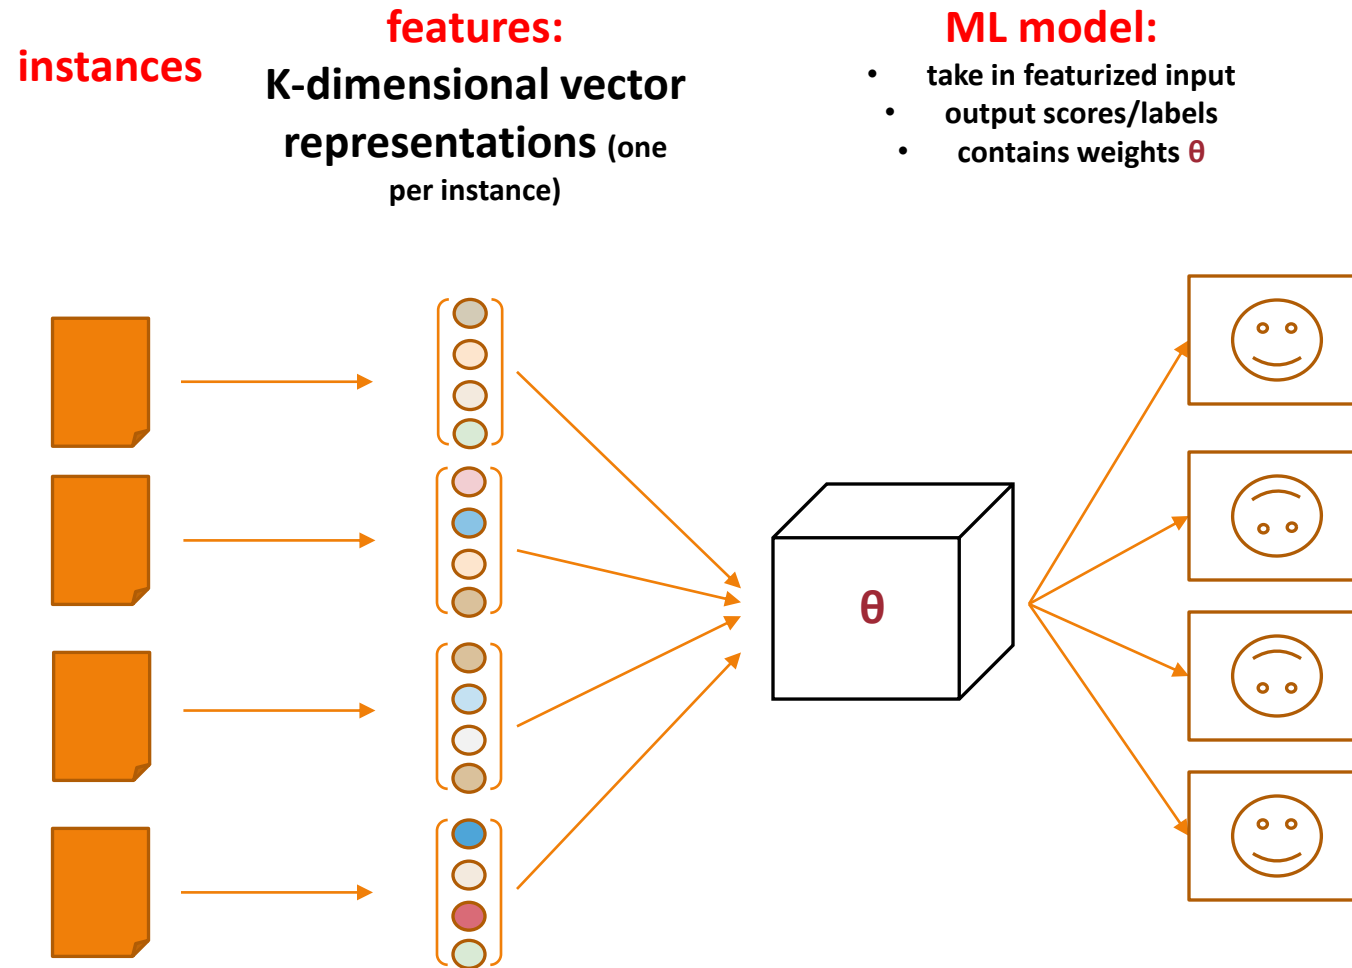 instances
features:
K-dimensional vector
representations (one
per instance)
ML model:
• take in featurized input
• output scores/labels
• contains weights θ
θ